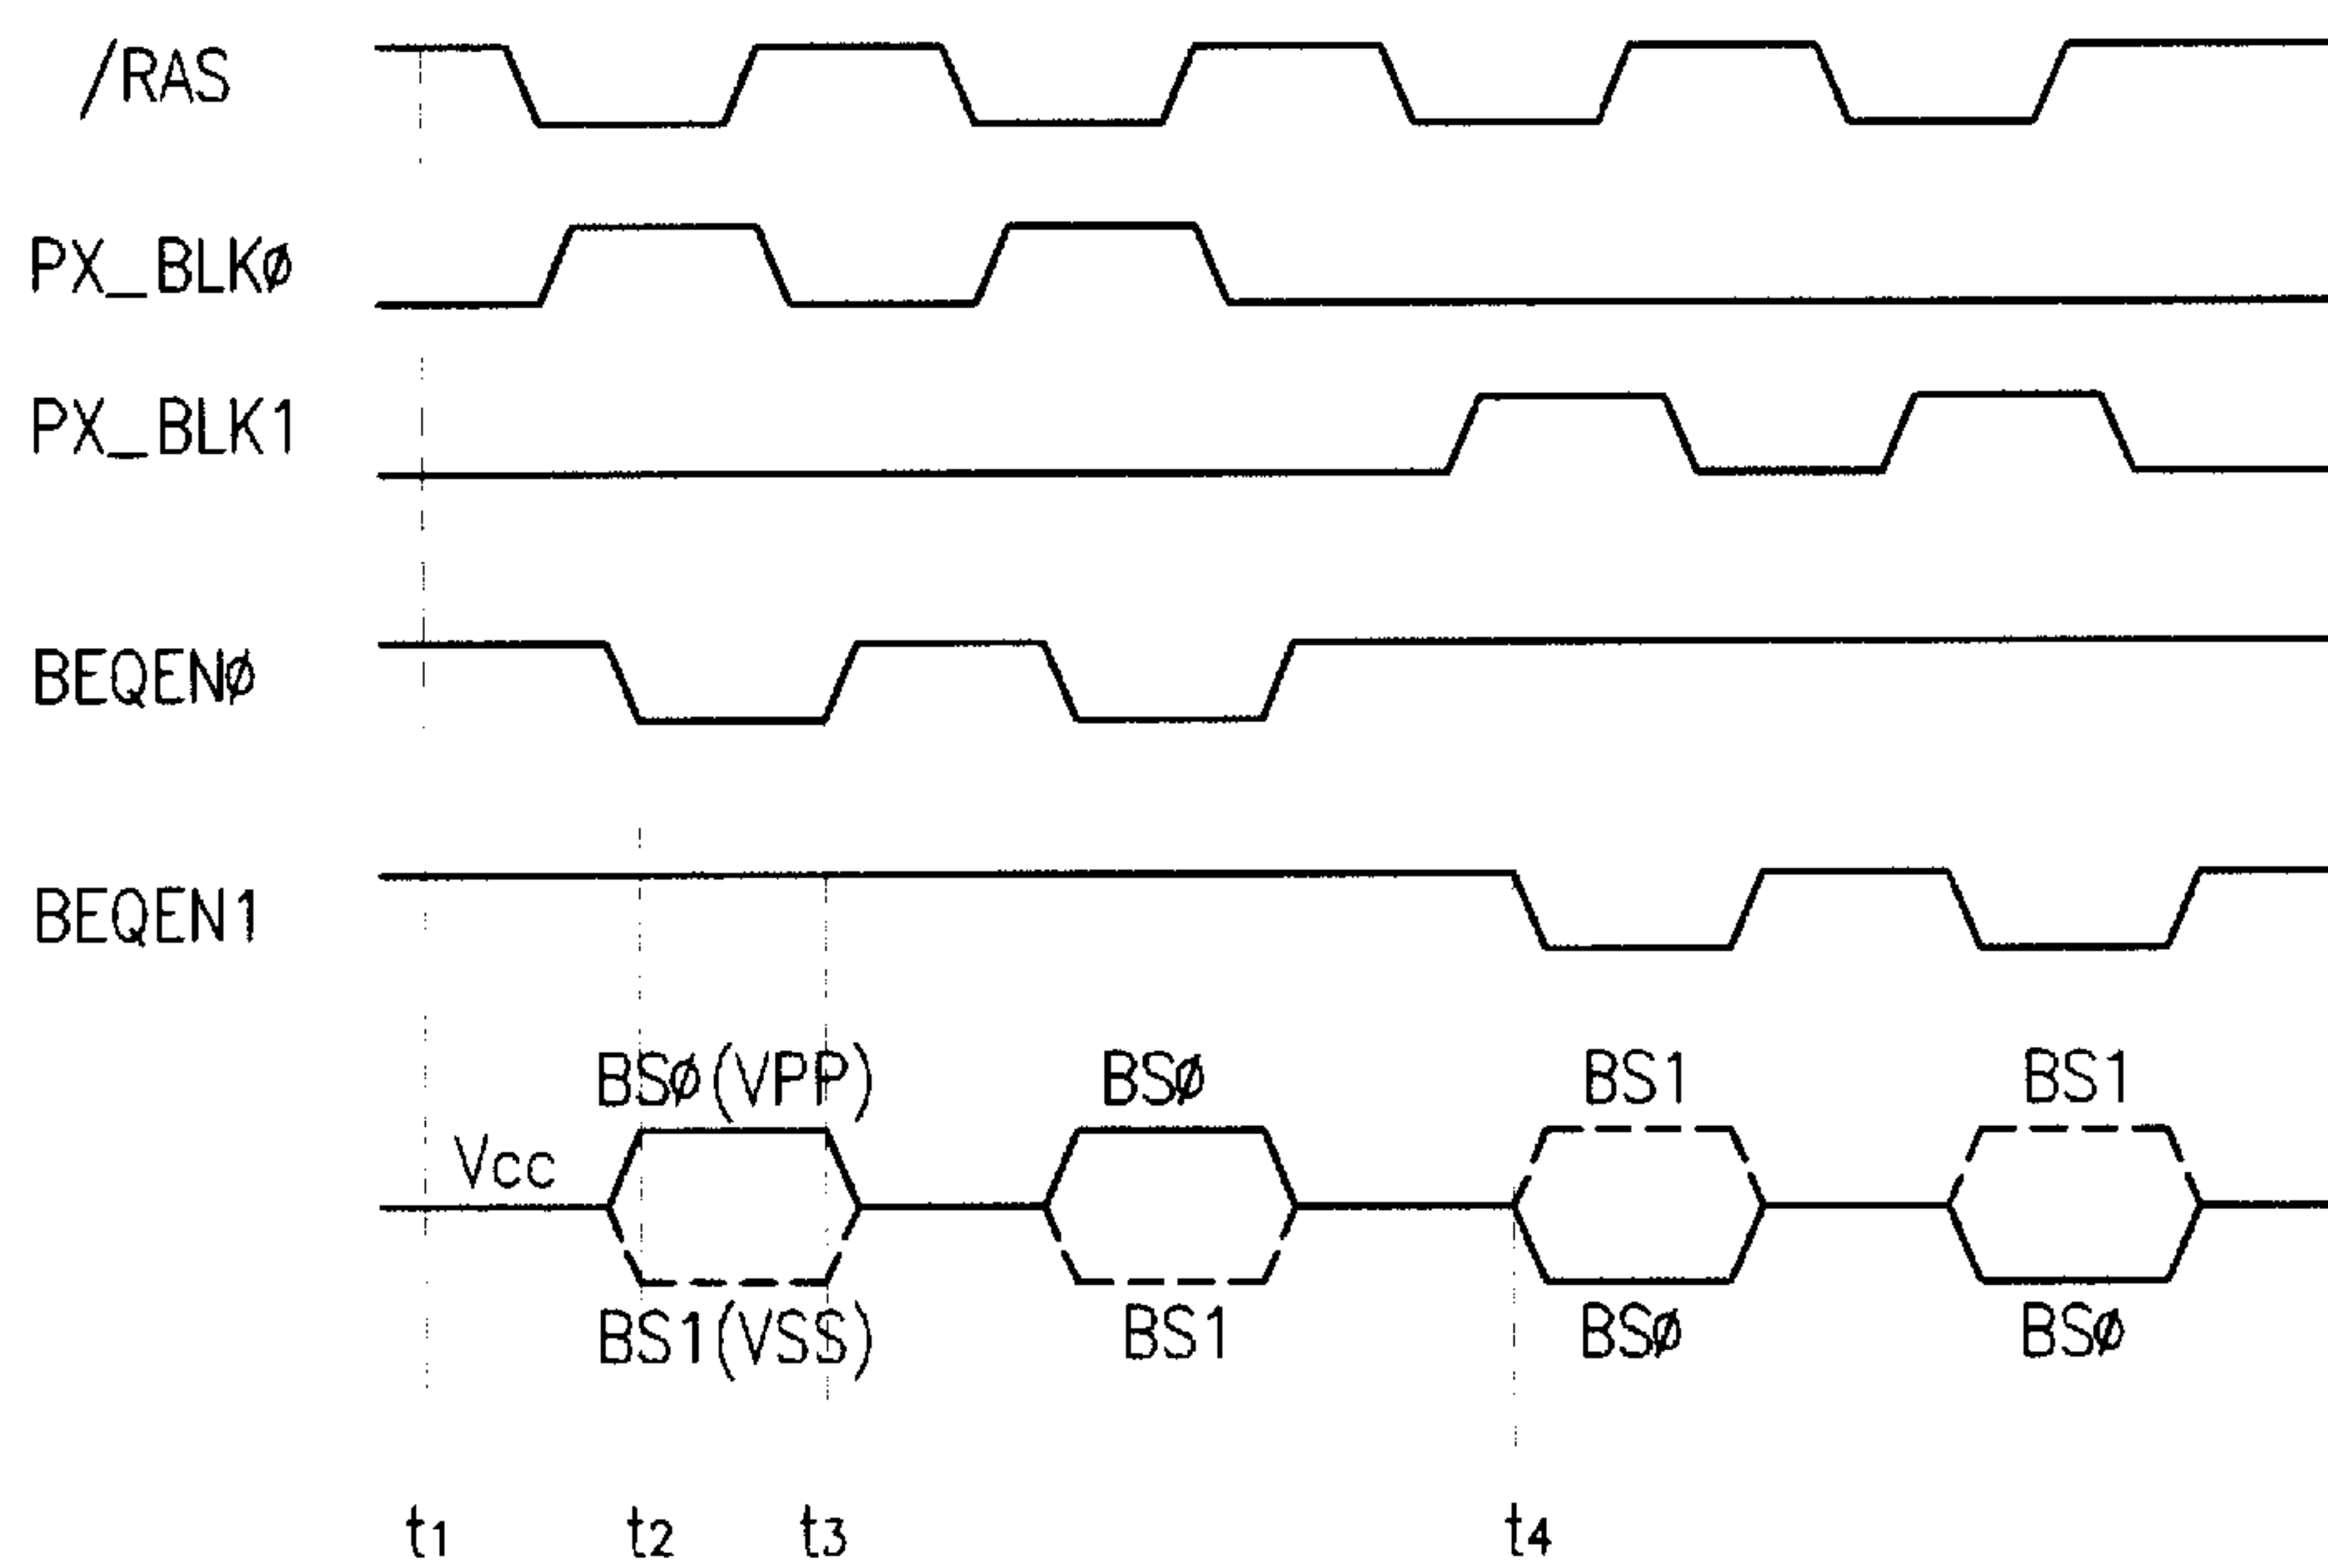 /RAS
PX_BLKØ
PX_BLK1
BEQENØ
BEQEN1
BSØ(VPP) BSØ BS1 BS1
Vcc
BS1(VSS) BS1 BSØ BSØ
t1 t2 t3 t4